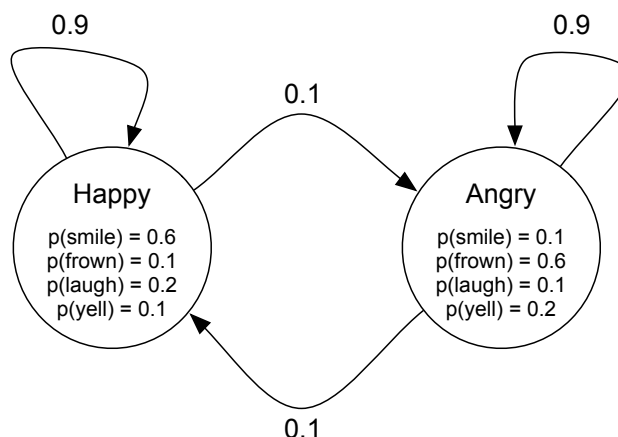 0.9
0.9
0.1
Happy
p(smile) = 0.6
p(frown) = 0.1
p(laugh) = 0.2
p(yell) = 0.1
Angry
p(smile) = 0.1
p(frown) = 0.6
p(laugh) = 0.1
p(yell) = 0.2
0.1